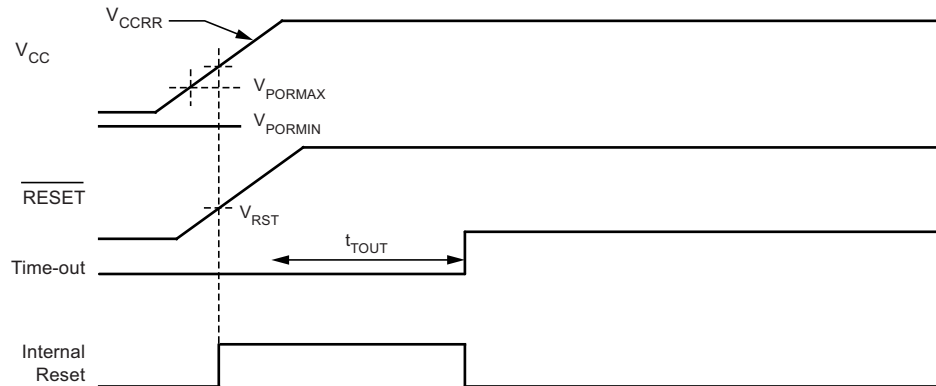 V_CCRR
V_CC
V_PORMAX
V_PORMIN
RESET
V_RST
t_TOUT
Time-out
Internal
Reset